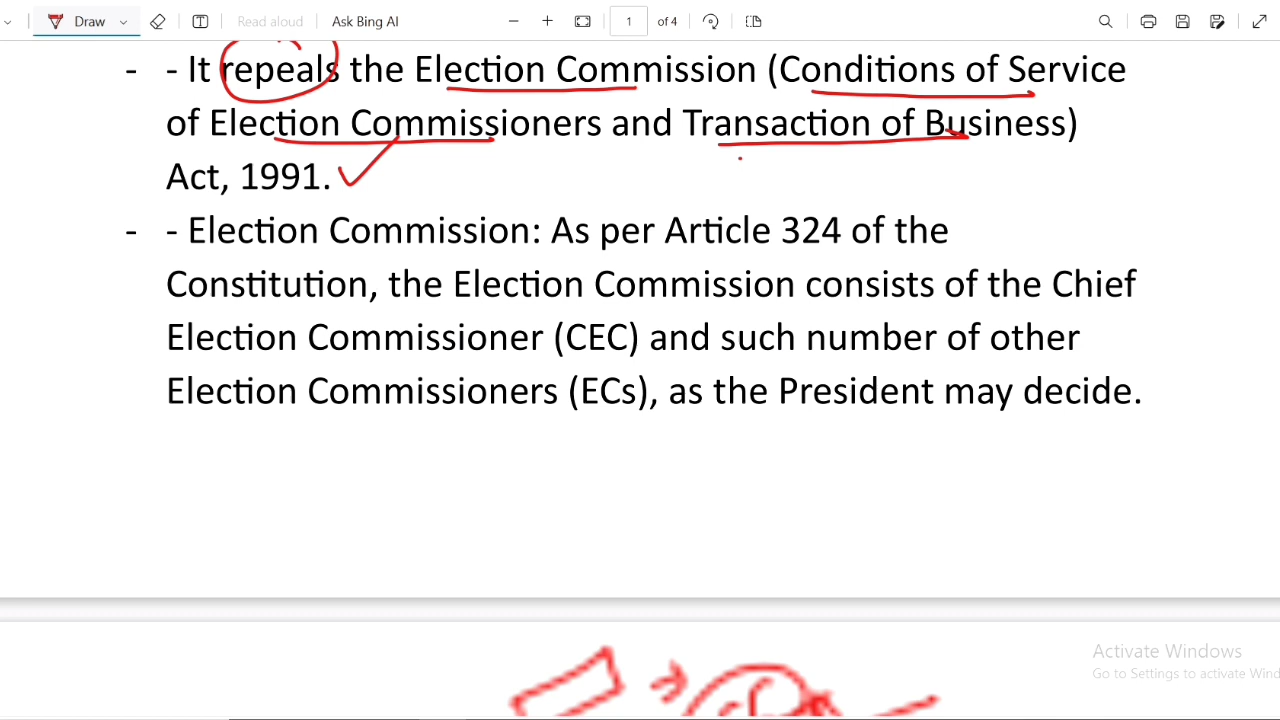 Draw
Read aloud
Ask Bing AI
1
of 4
- - It repeals the Election Commission (Conditions of Service
of Election Commissioners and Transaction of Business)
Act, 1991.
- - Election Commission: As per Article 324 of the
Constitution, the Election Commission consists of the Chief
Election Commissioner (CEC) and such number of other
Election Commissioners (ECs), as the President may decide.
Activate Windows
Go to Settings to activate Wind